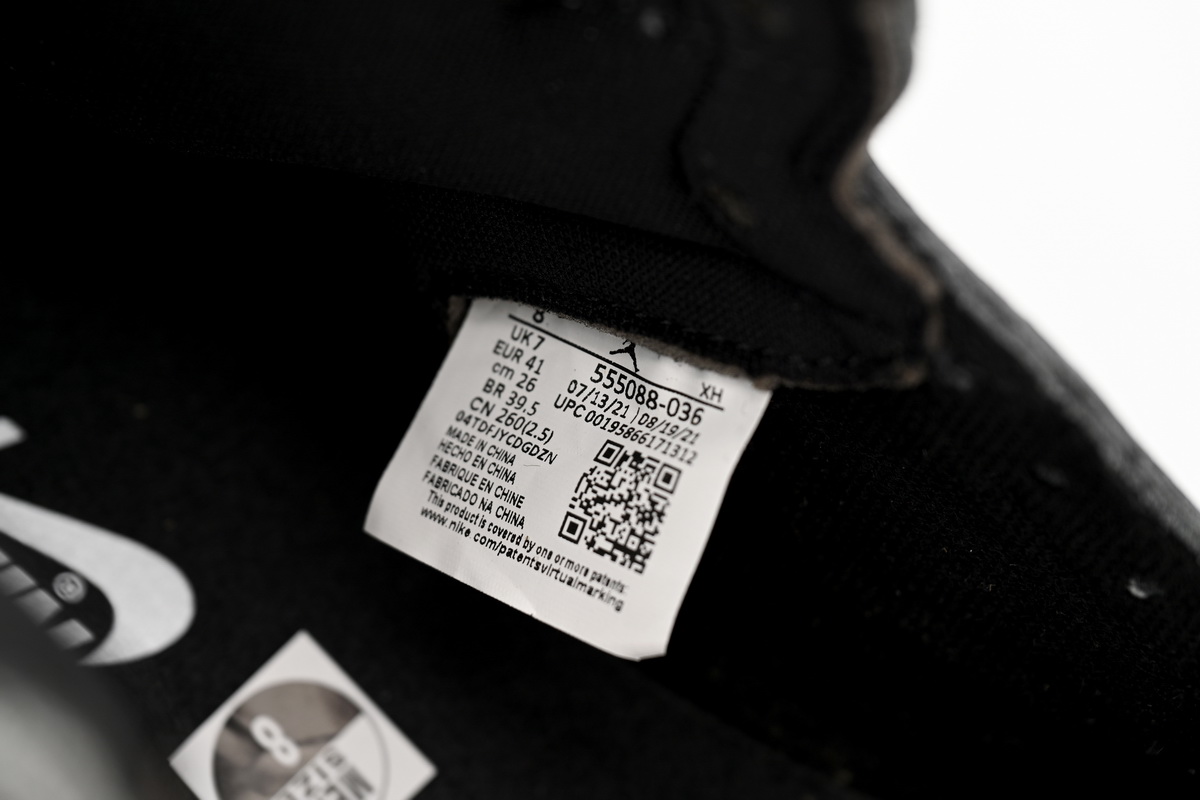 8
UK 7
EUR 41
cm 26
BR 39.5
CN 260(2.5)
04TDFJYCDGDZN
MADE IN CHINA
HECHO EN CHINA
FABRIQUE EN CHINE
FABRICADO NA CHINA
This product is covered by one or more patents:
www.nike.com/patentsvirtualmarking
XH
555088-036
07/13/21 )08/19/21
UPC 00195866171312
8